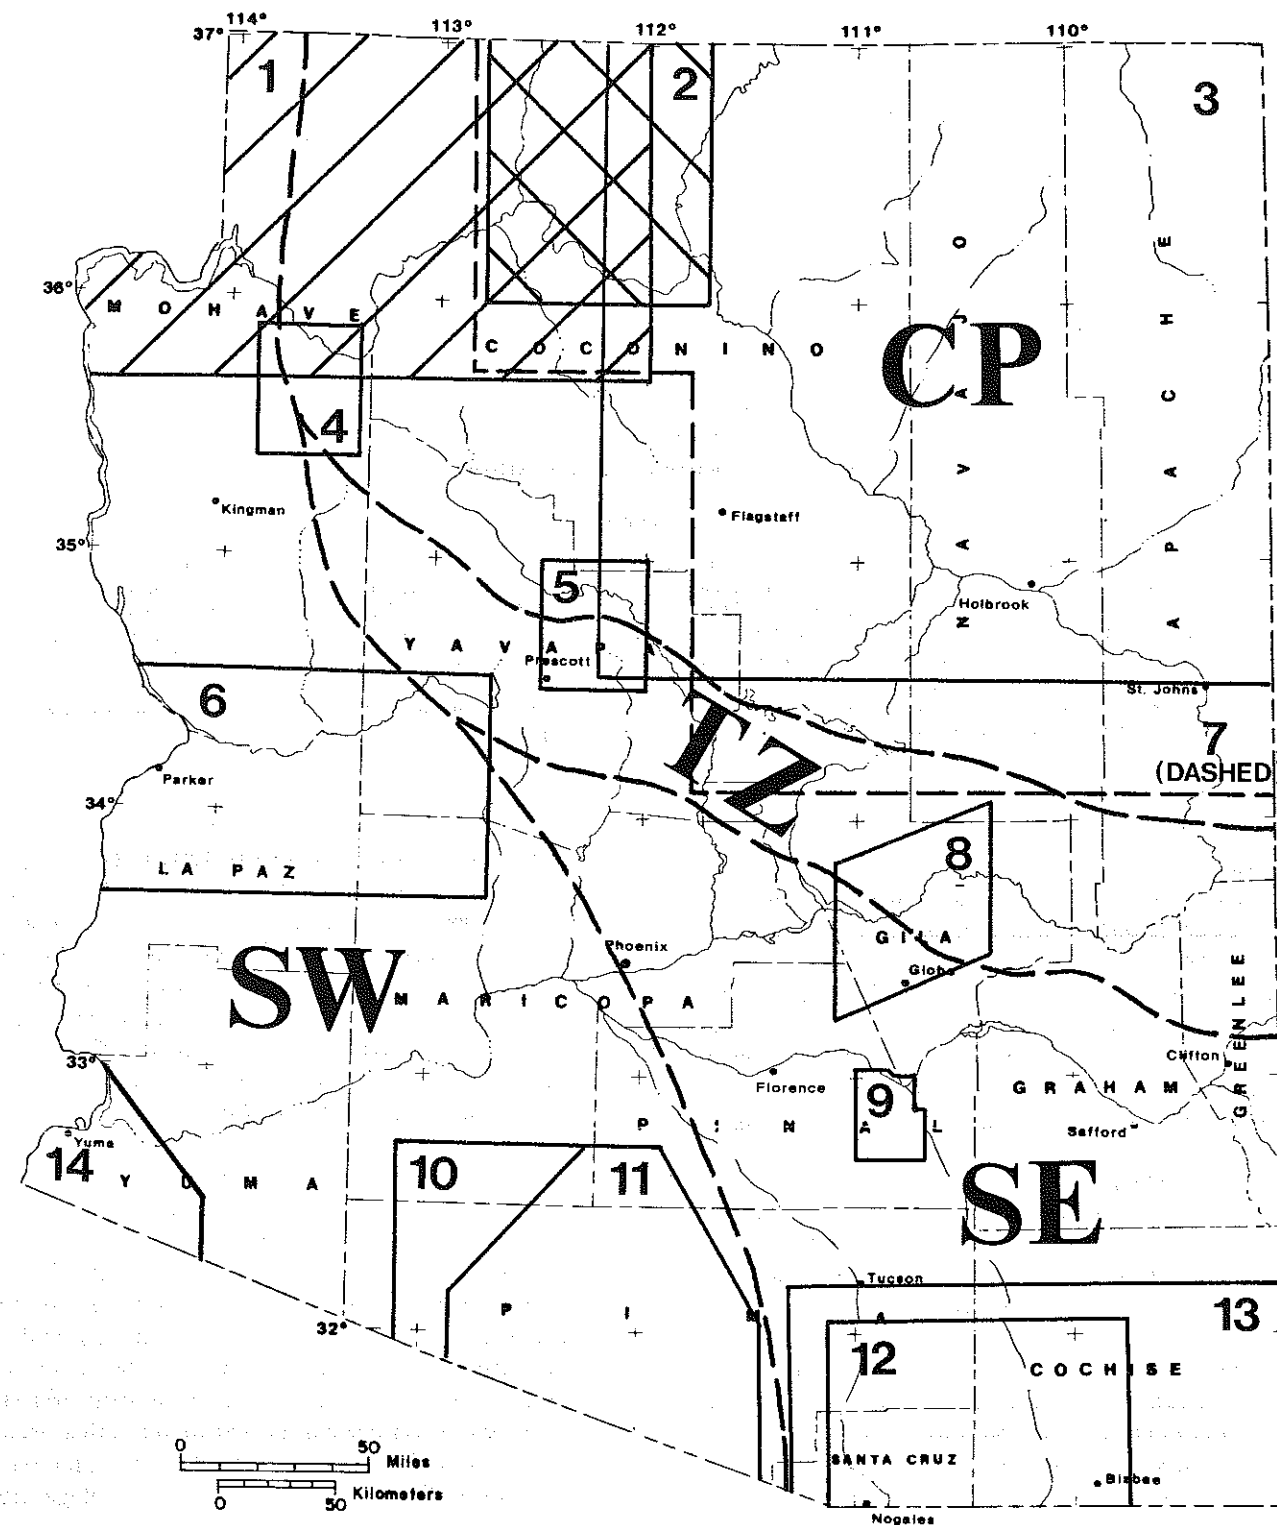 114° 113° 112° 111° 110°
37°
1
2
3
36°
M O H A V E
C O C O N I N O
CP
N A V A J O
A P A C H E
4
Kingman
Flagstaff
35°
5
Holbrook
Y A V A P A
Prescott
6
St. Johns
7
(DASHED
TZ
Parker
34°
8
L A P A Z
G I L A
Phoenix
Globe
SW
M A R I C O P A
GREENLEE
33°
Clifton
Florence
G R A H A M
9
P I N A L
Safford
Yuma
14
Y U M A
10
11
SE
Tucson
P I M A
13
32°
12
COCHISE
0 50 Miles
SANTA CRUZ
Bisbee
0 50 Kilometers
Nogales